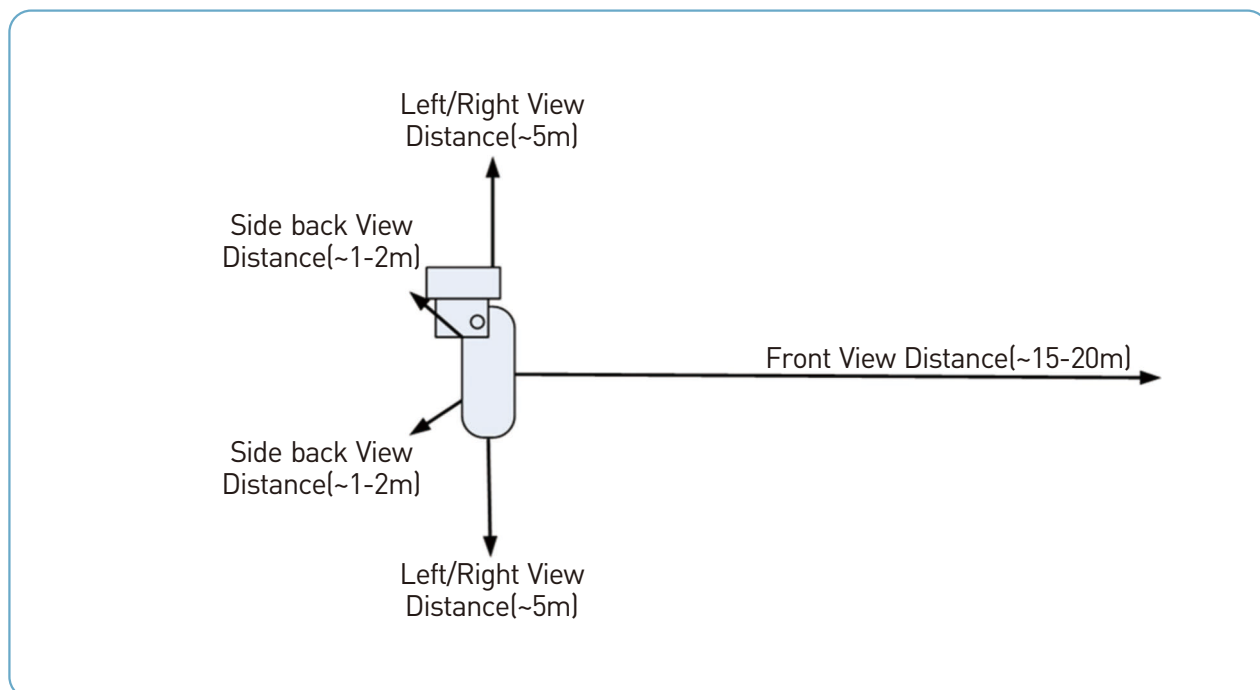 Left/Right View
Distance(~5m)
Side back View
Distance(~1-2m)
Front View Distance(~15-20m)
Side back View
Distance(~1-2m)
Left/Right View
Distance(~5m)